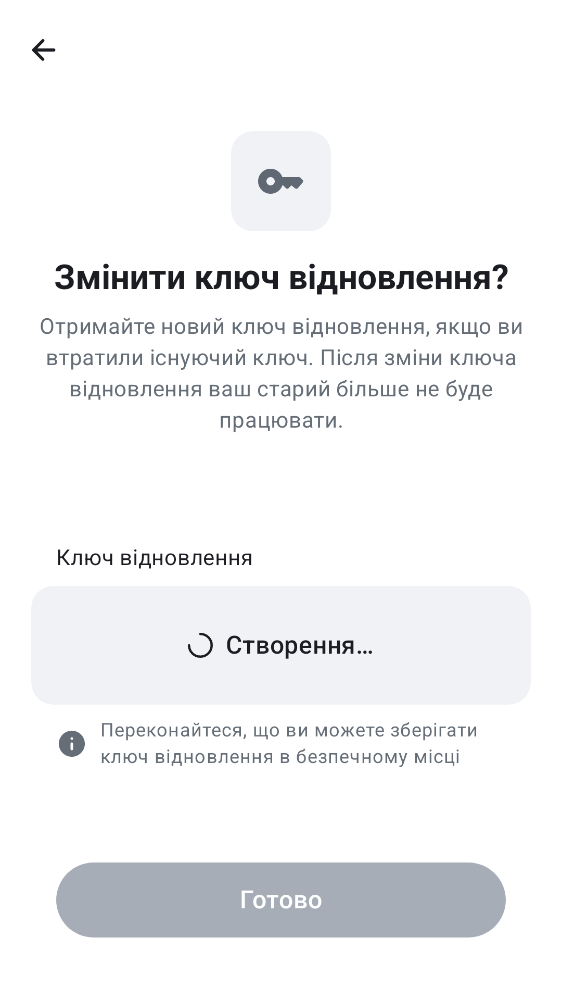 Змінити ключ відновлення?
Отримайте новий ключ відновлення, якщо ви
втратили існуючий ключ. Після зміни ключа
відновлення ваш старий більше не буде
працювати.
Ключ відновлення
Створення…
Переконайтеся, що ви можете зберігати
ключ відновлення в безпечному місці
Готово